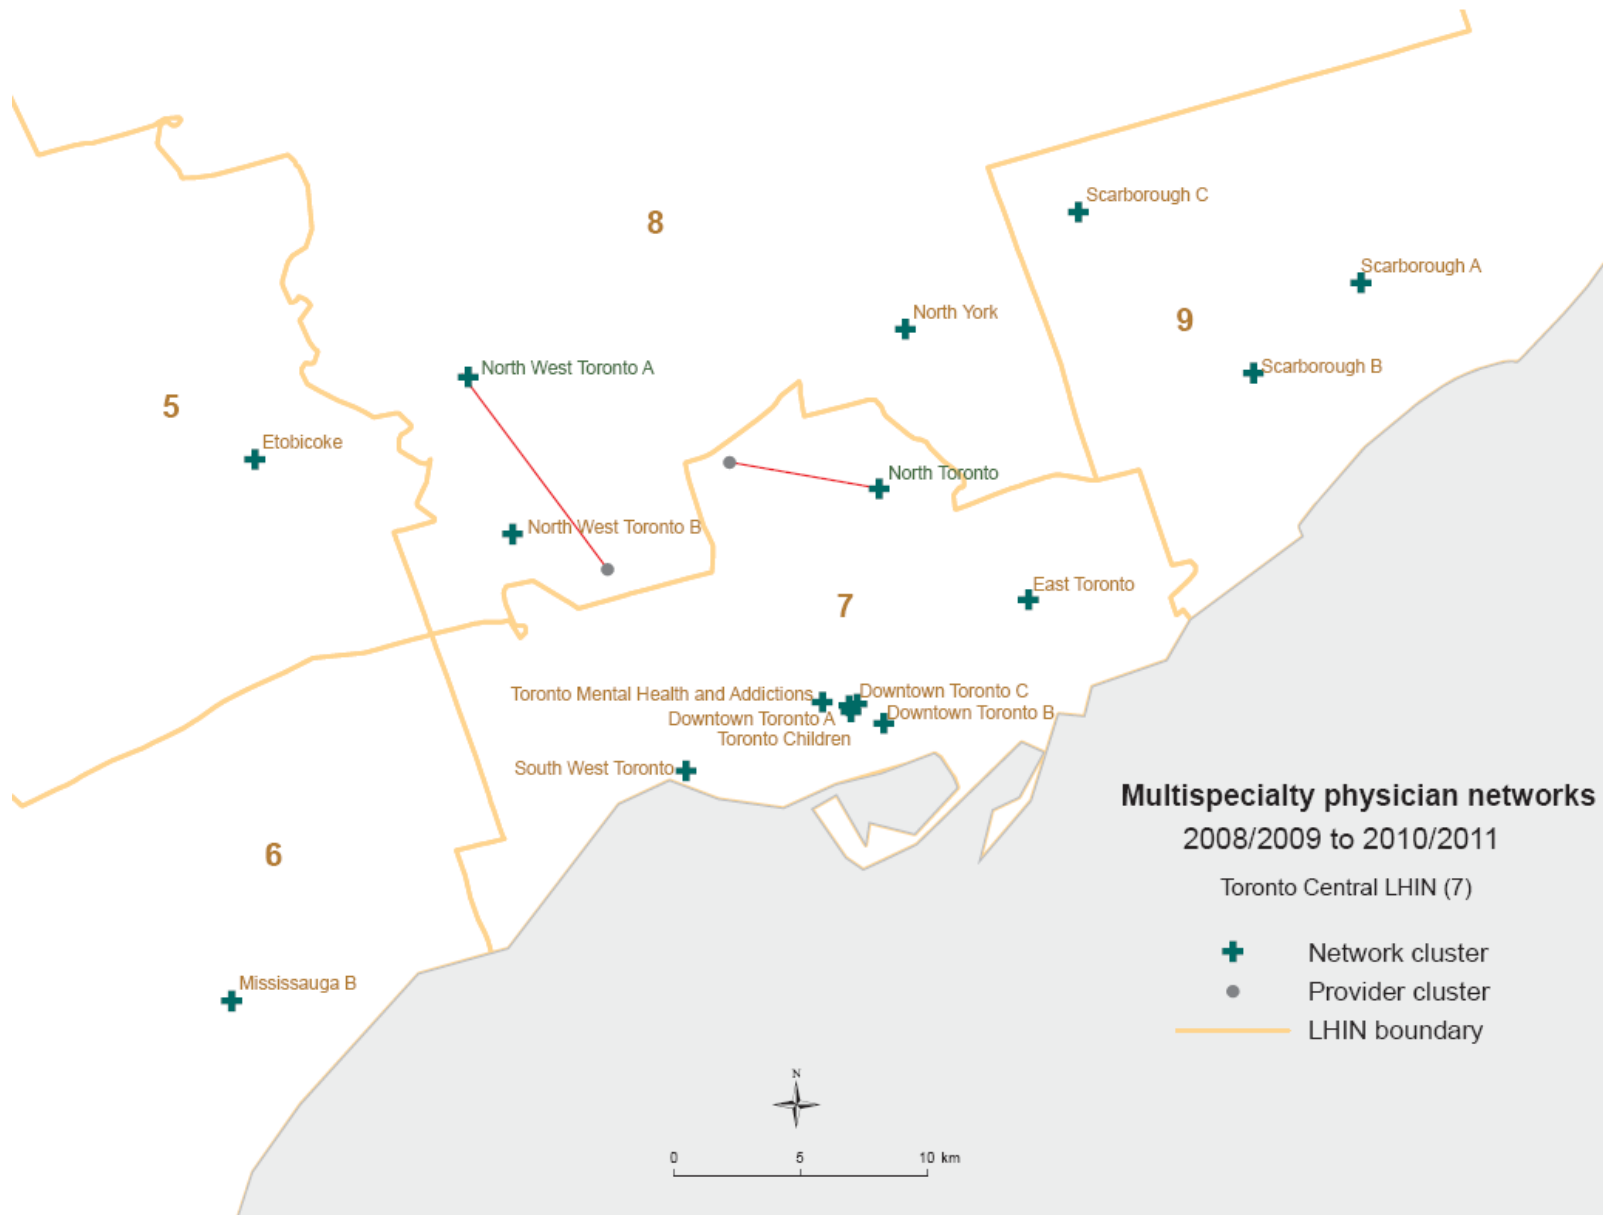 Scarborough C
8
Scarborough A
North York
9
North West Toronto A
Scarborough B
5
Etobicoke
North Toronto
North West Toronto B
East Toronto
7
Toronto Mental Health and Addictions
Downtown Toronto C
Downtown Toronto A
Downtown Toronto B
Toronto Children
South West Toronto
Multispecialty physician networks
2008/2009 to 2010/2011
6
Toronto Central LHIN (7)
Network cluster
Mississauga B
Provider cluster
LHIN boundary
N
0 5 10 km